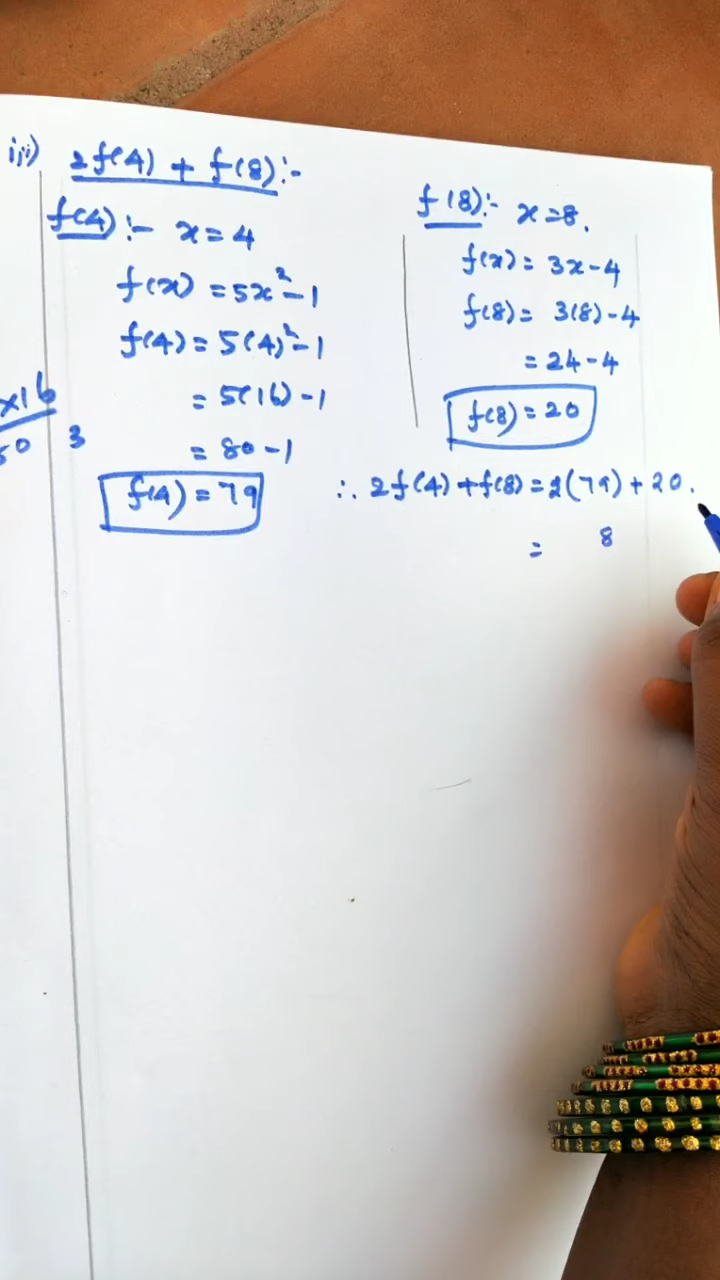 iii) 2f(4) + f(8):-
f(4) :- x = 4
f(x) = 5x² - 1
f(4) = 5(4)² - 1
= 5(16) - 1
= 80 - 1
f(4) = 79
f(8) :- x = 8.
f(x) = 3x - 4
f(8) = 3(8) - 4
= 24 - 4
f(8) = 20
∴ 2f(4) + f(8) = 2(79) + 20.
= 8
×16
3